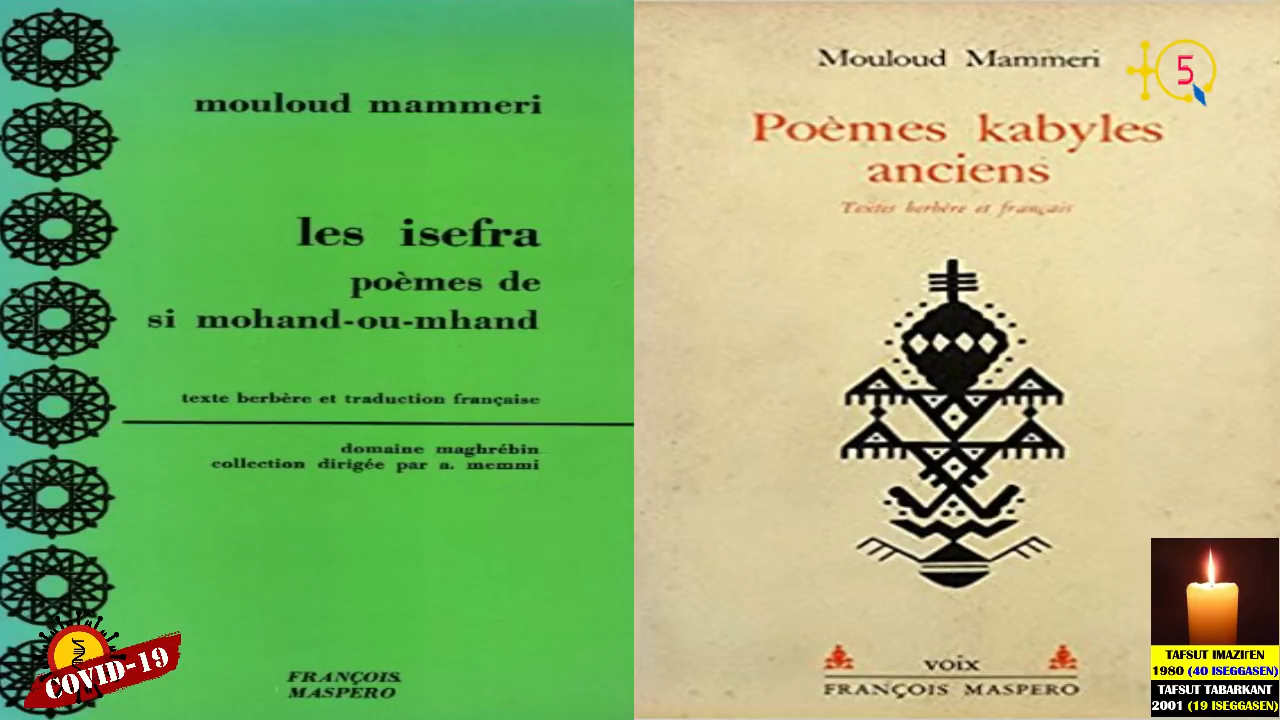 mouloud mammeri
les isefra
poèmes de
si mohand-ou-mhand
texte berbère et traduction française
domaine maghrébin
collection dirigée par a. memmi
FRANÇOIS
MASPERO
COVID-19
Mouloud Mammeri
Poèmes kabyles
anciens
Textes berbère et français
voix
FRANÇOIS MASPERO
5
TAFSUT IMAZIƔEN
1980 (40 ISEGGASEN)
TAFSUT TABARKANT
2001 (19 ISEGGASEN)